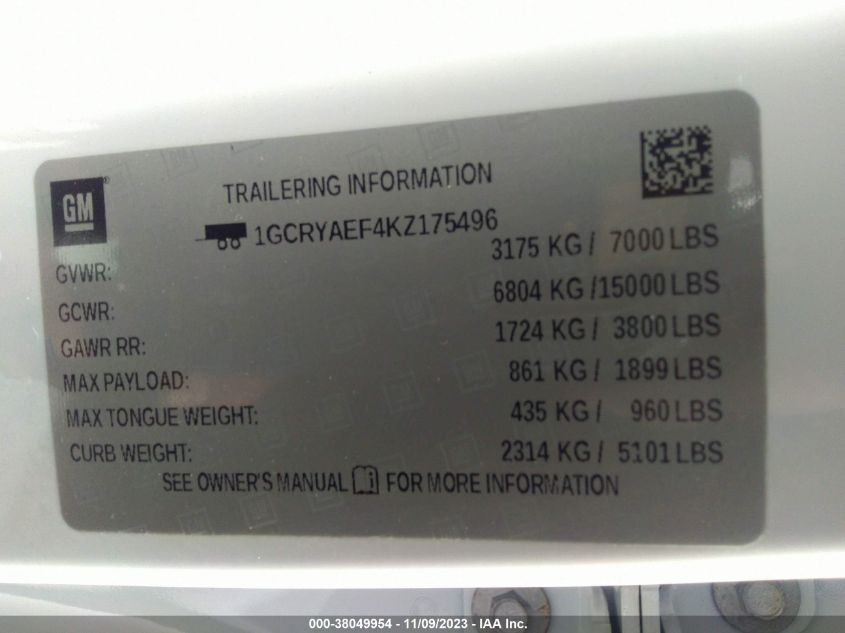 GM®
TRAILERING INFORMATION
1GCRYAEF4KZ175496
GVWR: 3175 KG / 7000 LBS
GCWR: 6804 KG /15000 LBS
GAWR RR: 1724 KG / 3800 LBS
MAX PAYLOAD: 861 KG / 1899 LBS
MAX TONGUE WEIGHT: 435 KG / 960 LBS
CURB WEIGHT: 2314 KG / 5101 LBS
SEE OWNER'S MANUAL FOR MORE INFORMATION
000-38049954 - 11/09/2023 - IAA Inc.